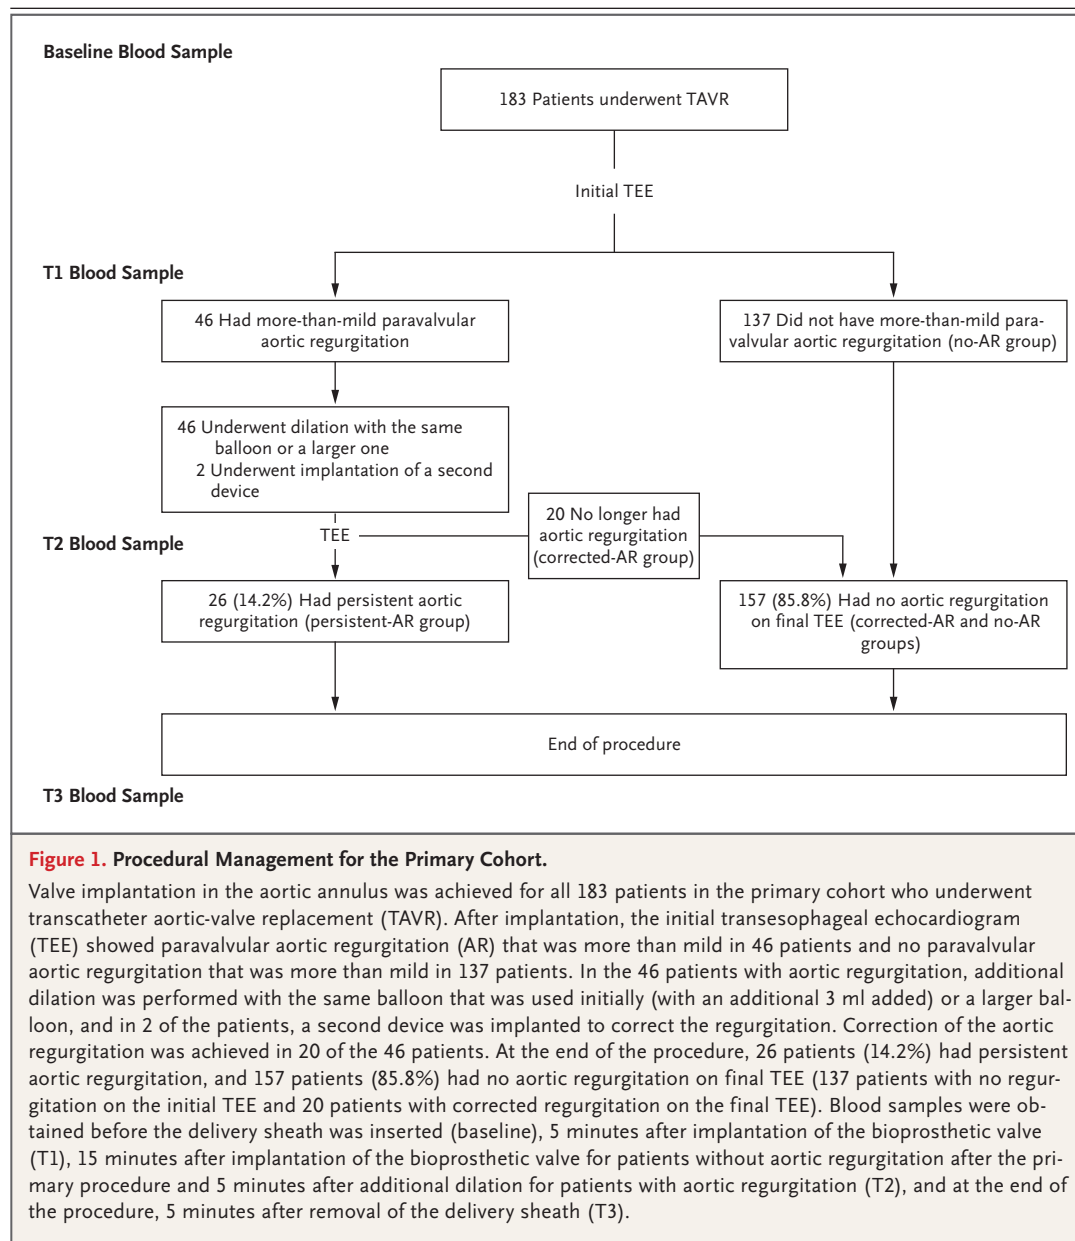 Baseline Blood Sample
183 Patients underwent TAVR
Initial TEE
T1 Blood Sample
46 Had more-than-mild paravalvular
aortic regurgitation
137 Did not have more-than-mild para-
valvular aortic regurgitation (no-AR group)
46 Underwent dilation with the same
balloon or a larger one
2 Underwent implantation of a second
device
20 No longer had
aortic regurgitation
(corrected-AR group)
TEE
T2 Blood Sample
26 (14.2%) Had persistent aortic
regurgitation (persistent-AR group)
157 (85.8%) Had no aortic regurgitation
on final TEE (corrected-AR and no-AR
groups)
End of procedure
T3 Blood Sample
Figure 1. Procedural Management for the Primary Cohort.
Valve implantation in the aortic annulus was achieved for all 183 patients in the primary cohort who underwent
transcatheter aortic-valve replacement (TAVR). After implantation, the initial transesophageal echocardiogram
(TEE) showed paravalvular aortic regurgitation (AR) that was more than mild in 46 patients and no paravalvular
aortic regurgitation that was more than mild in 137 patients. In the 46 patients with aortic regurgitation, additional
dilation was performed with the same balloon that was used initially (with an additional 3 ml added) or a larger bal-
loon, and in 2 of the patients, a second device was implanted to correct the regurgitation. Correction of the aortic
regurgitation was achieved in 20 of the 46 patients. At the end of the procedure, 26 patients (14.2%) had persistent
aortic regurgitation, and 157 patients (85.8%) had no aortic regurgitation on final TEE (137 patients with no regur-
gitation on the initial TEE and 20 patients with corrected regurgitation on the final TEE). Blood samples were ob-
tained before the delivery sheath was inserted (baseline), 5 minutes after implantation of the bioprosthetic valve
(T1), 15 minutes after implantation of the bioprosthetic valve for patients without aortic regurgitation after the pri-
mary procedure and 5 minutes after additional dilation for patients with aortic regurgitation (T2), and at the end of
the procedure, 5 minutes after removal of the delivery sheath (T3).